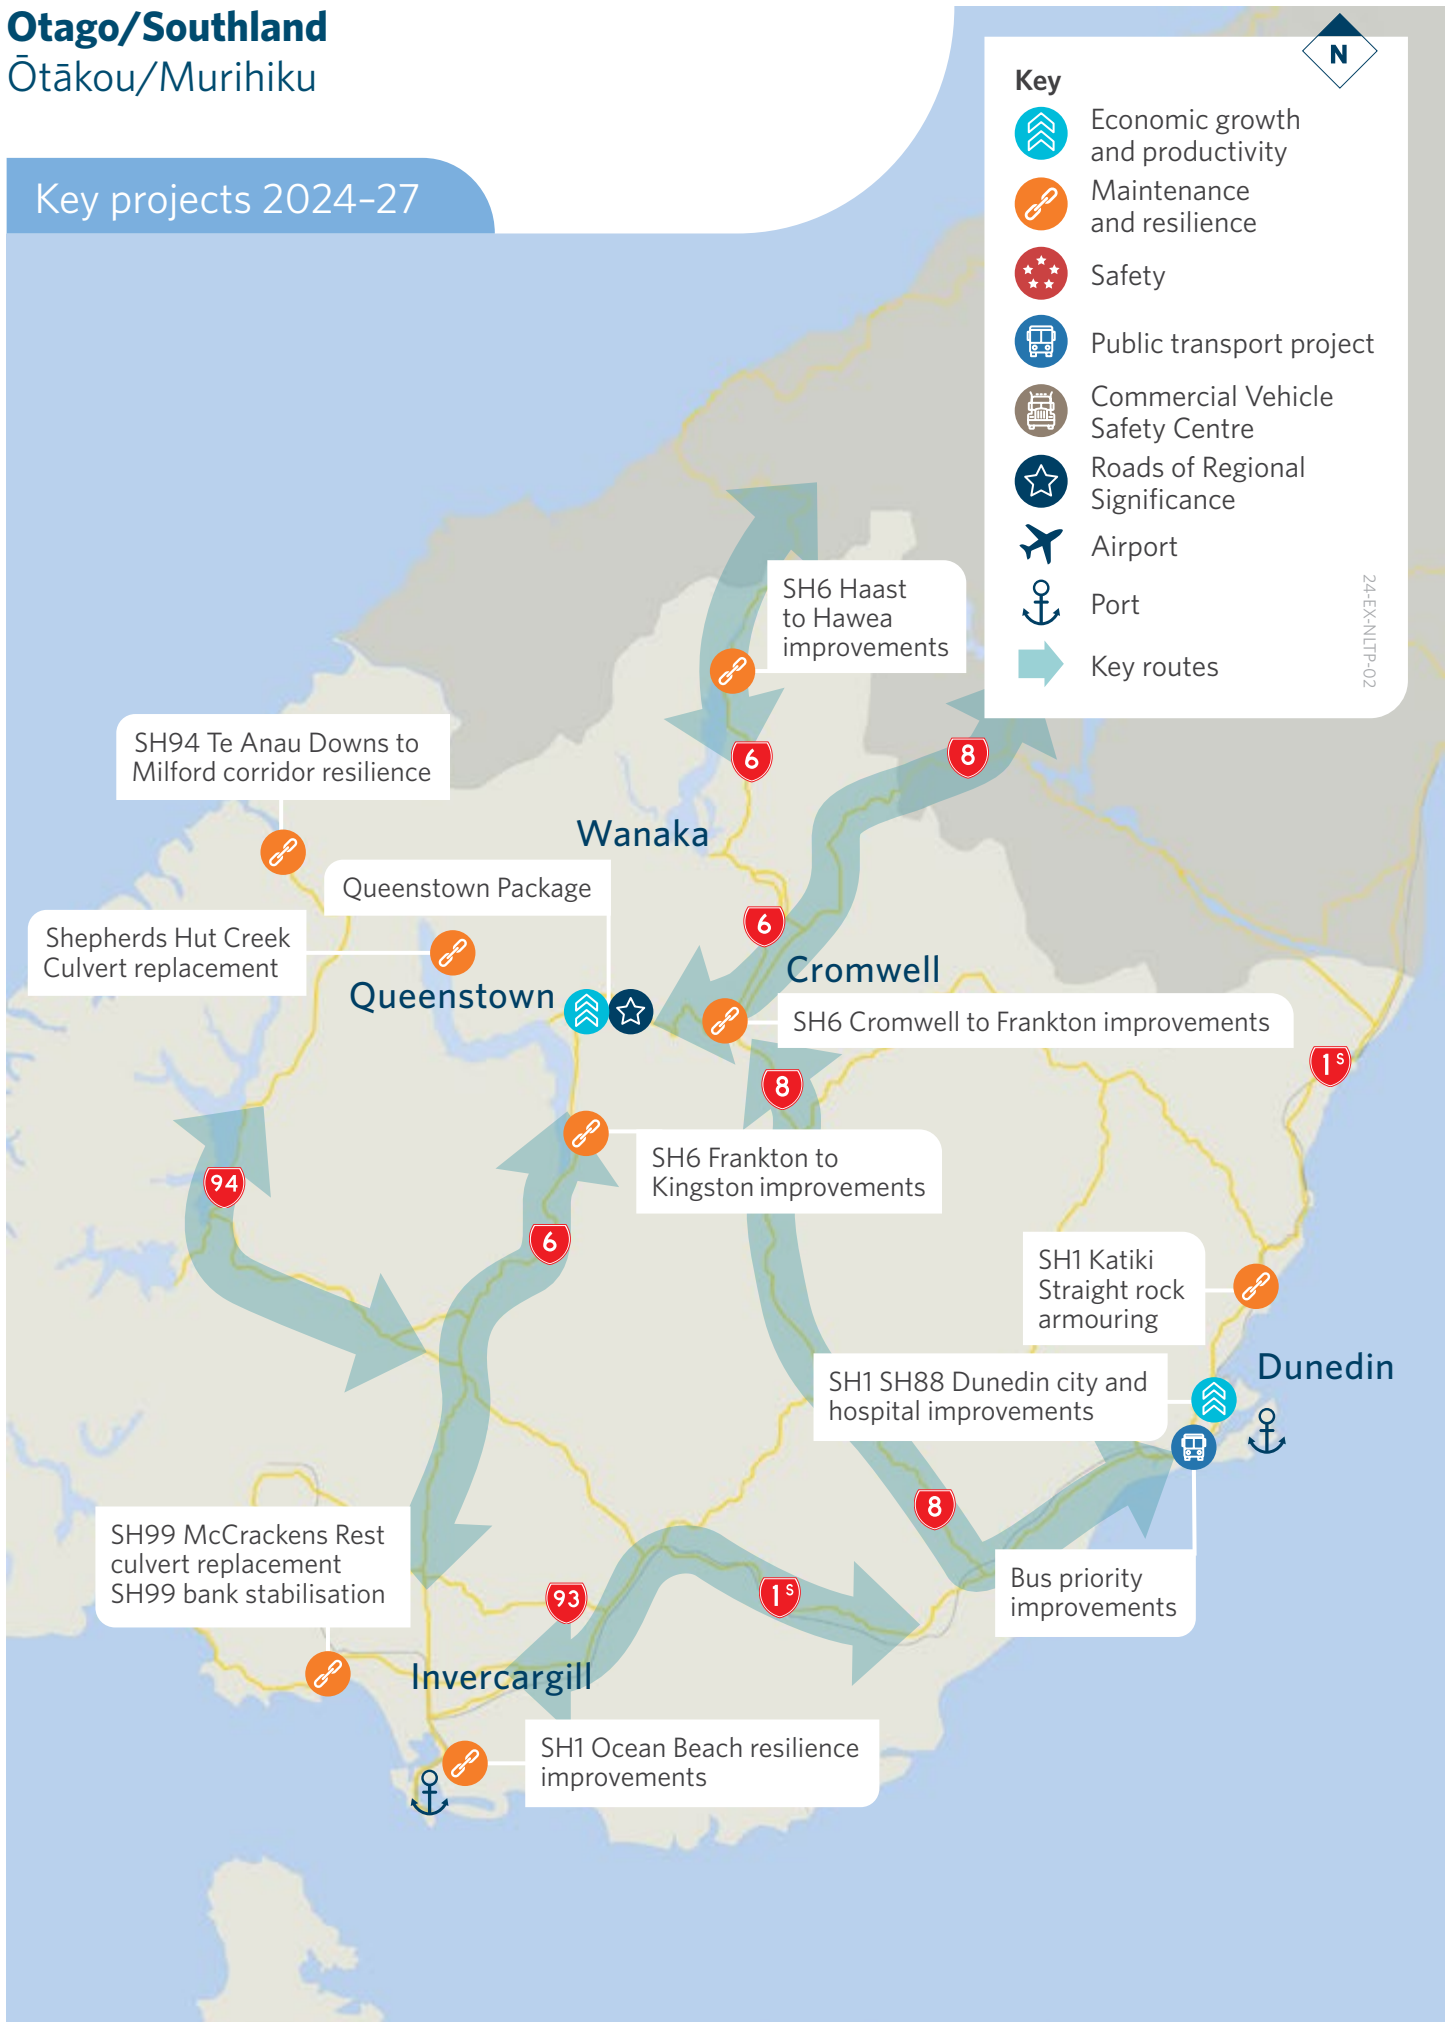 Otago/Southland
Ōtākou/Murihiku
Key projects 2024–27
N
Key
Economic growth
and productivity
Maintenance
and resilience
Safety
Public transport project
Commercial Vehicle
Safety Centre
Roads of Regional
Significance
Airport
Port
Key routes
24-EX-NLTP-02
SH6 Haast
to Hawea
improvements
SH94 Te Anau Downs to
Milford corridor resilience
6
8
Wanaka
Queenstown Package
Shepherds Hut Creek
Culvert replacement
6
Cromwell
Queenstown
SH6 Cromwell to Frankton improvements
1S
8
SH6 Frankton to
Kingston improvements
94
6
SH1 Katiki
Straight rock
armouring
Dunedin
SH1 SH88 Dunedin city and
hospital improvements
8
SH99 McCrackens Rest
culvert replacement
SH99 bank stabilisation
93
1S
Bus priority
improvements
Invercargill
SH1 Ocean Beach resilience
improvements